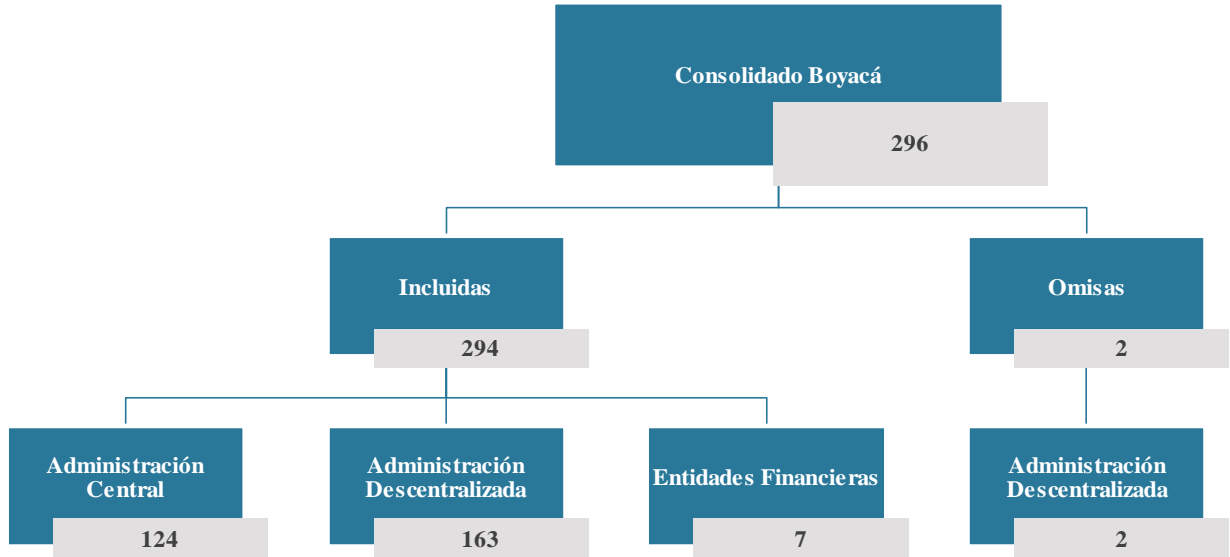 Consolidado Boyacá
296
Incluidas
294
Omisas
2
Administración
Central
124
Administración
Descentralizada
163
Entidades Financieras
7
Administración
Descentralizada
2